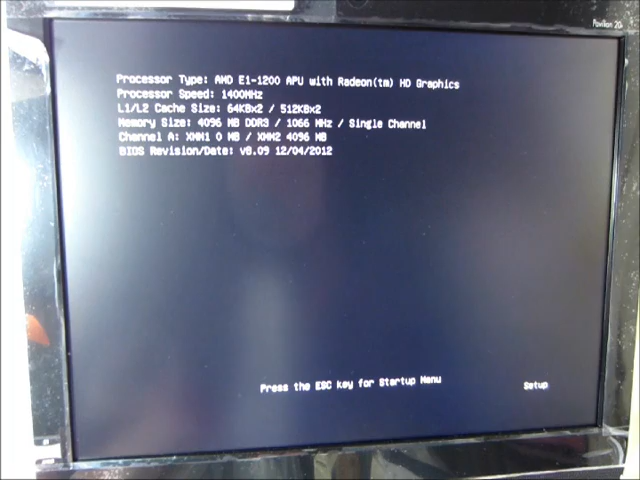 Pavilion 20
Processor Type: AMD E1-1200 APU with Radeon(tm) HD Graphics
Processor Speed: 1400MHz
L1/L2 Cache Size: 64KBx2 / 512KBx2
Memory Size: 4096 MB DDR3 / 1066 MHz / Single Channel
Channel A: XMM1 0 MB / XMM2 4096 MB
BIOS Revision/Date: v8.09 12/04/2012
Press the ESC key for Startup Menu
Setup